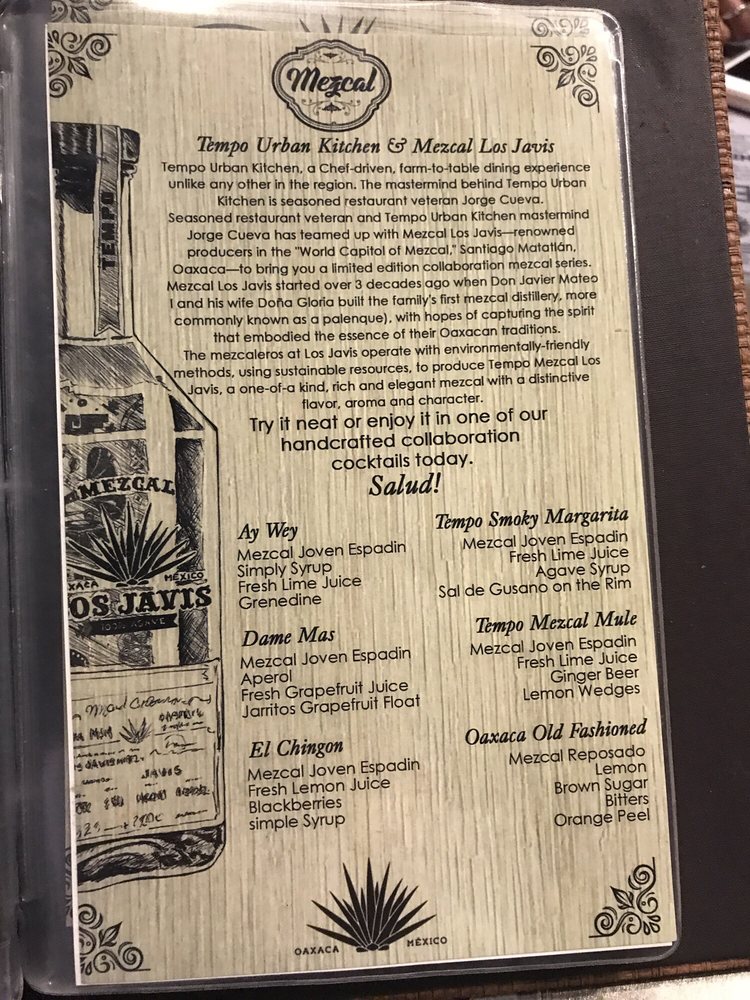 Mezcal
Tempo Urban Kitchen & Mezcal Los Javis
Tempo Urban Kitchen, a Chef-driven, farm-to-table dining experience
unlike any other in the region. The mastermind behind Tempo Urban
Kitchen is seasoned restaurant veteran Jorge Cueva.
Seasoned restaurant veteran and Tempo Urban Kitchen mastermind
Jorge Cueva has teamed up with Mezcal Los Javis—renowned
producers in the "World Capitol of Mezcal," Santiago Matatlán,
Oaxaca—to bring you a limited edition collaboration mezcal series.
Mezcal Los Javis started over 3 decades ago when Don Javier Mateo
I and his wife Doña Gloria built the family's first mezcal distillery, more
commonly known as a palenque), with hopes of capturing the spirit
that embodied the essence of their Oaxacan traditions.
The mezcaleros at Los Javis operate with environmentally-friendly
methods, using sustainable resources, to produce Tempo Mezcal Los
Javis, a one-of-a kind, rich and elegant mezcal with a distinctive
flavor, aroma and character.
Try it neat or enjoy it in one of our
handcrafted collaboration
cocktails today.
Salud!
TEMPO
MEZCAL
OAXACA MÉXICO
OS JAVIS
100% AGAVE
JAVIS
Ay Wey
Mezcal Joven Espadin
Simply Syrup
Fresh Lime Juice
Grenedine
Dame Mas
Mezcal Joven Espadin
Aperol
Fresh Grapefruit Juice
Jarritos Grapefruit Float
El Chingon
Mezcal Joven Espadin
Fresh Lemon Juice
Blackberries
simple Syrup
Tempo Smoky Margarita
Mezcal Joven Espadin
Fresh Lime Juice
Agave Syrup
Sal de Gusano on the Rim
Tempo Mezcal Mule
Mezcal Joven Espadin
Fresh Lime Juice
Ginger Beer
Lemon Wedges
Oaxaca Old Fashioned
Mezcal Reposado
Lemon
Brown Sugar
Bitters
Orange Peel
OAXACA MÉXICO